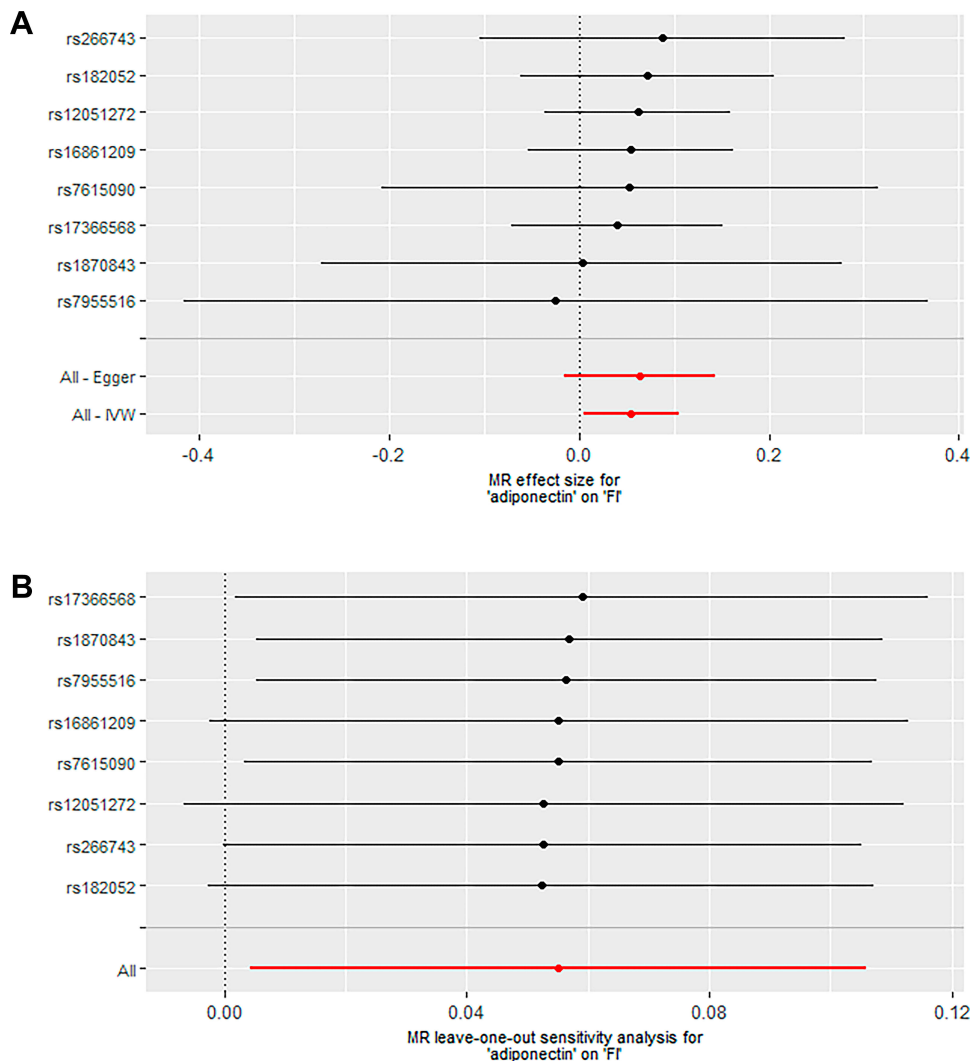 A
rs266743
rs182052
rs12051272
rs16861209
rs7615090
rs17366568
rs1870843
rs7955516
All - Egger
All - IVW
-0.4 -0.2 0.0 0.2 0.4
MR effect size for
'adiponectin' on 'FI'
B
rs17366568
rs1870843
rs7955516
rs16861209
rs7615090
rs12051272
rs266743
rs182052
All
0.00 0.04 0.08 0.12
MR leave-one-out sensitivity analysis for
'adiponectin' on 'FI'